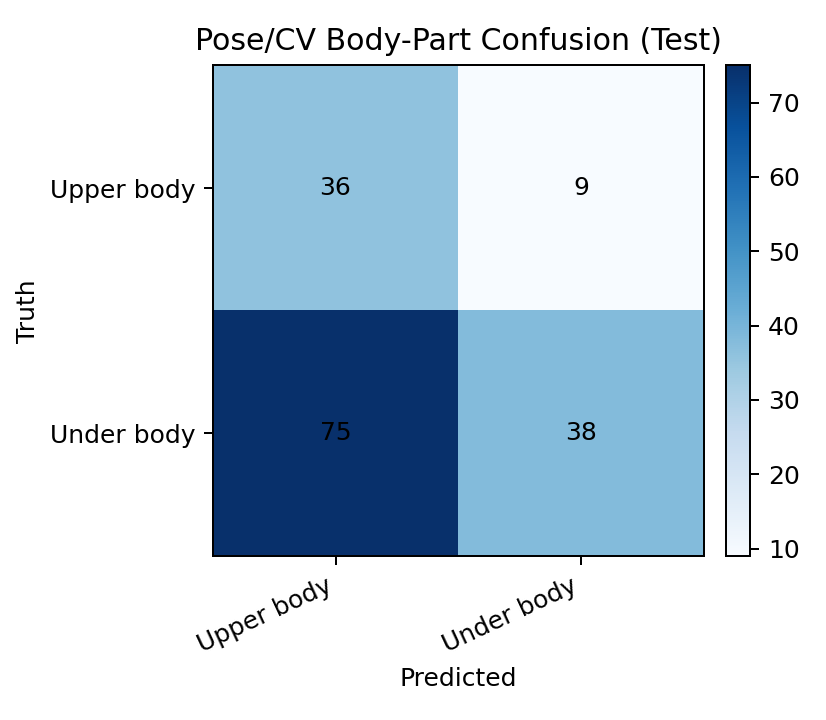 Pose/CV Body-Part Confusion (Test)
Upper body
36
9
Under body
75
38
Truth
Upper body
Under body
Predicted
70
60
50
40
30
20
10